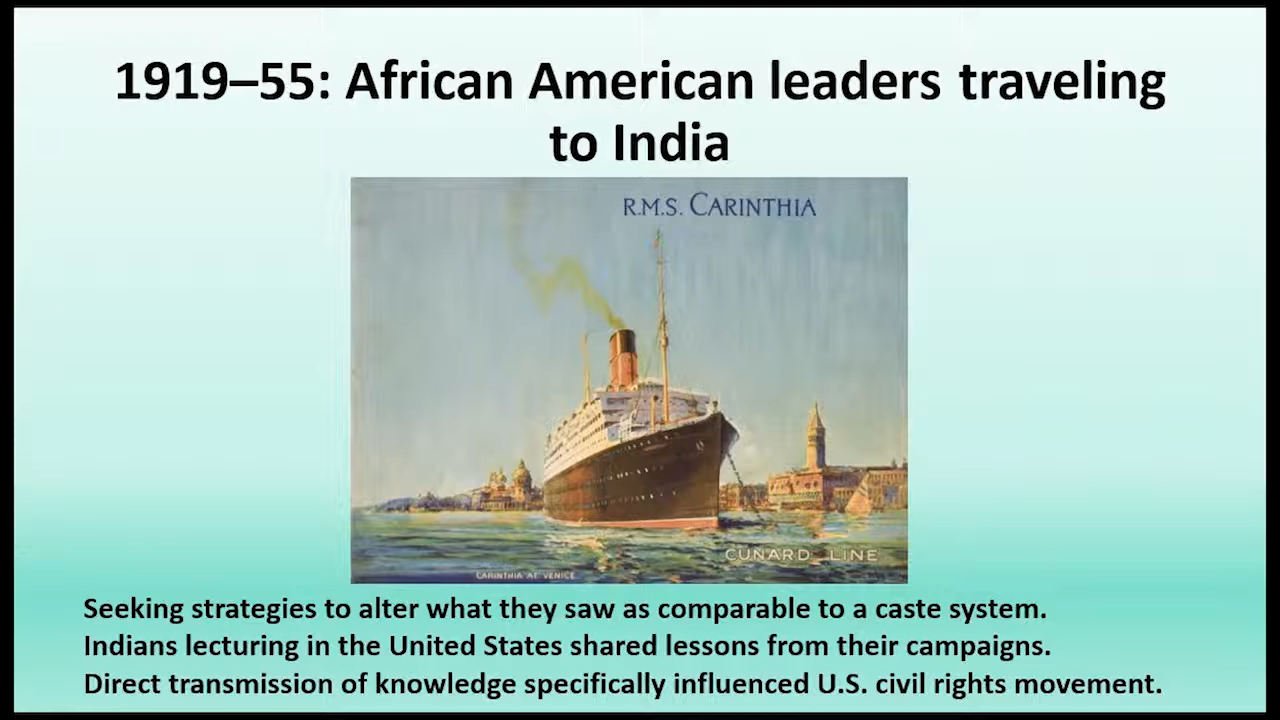 1919–55: African American leaders traveling
to India
R.M.S. CARINTHIA
CUNARD LINE
CARINTHIA AT VENICE
Seeking strategies to alter what they saw as comparable to a caste system.
Indians lecturing in the United States shared lessons from their campaigns.
Direct transmission of knowledge specifically influenced U.S. civil rights movement.